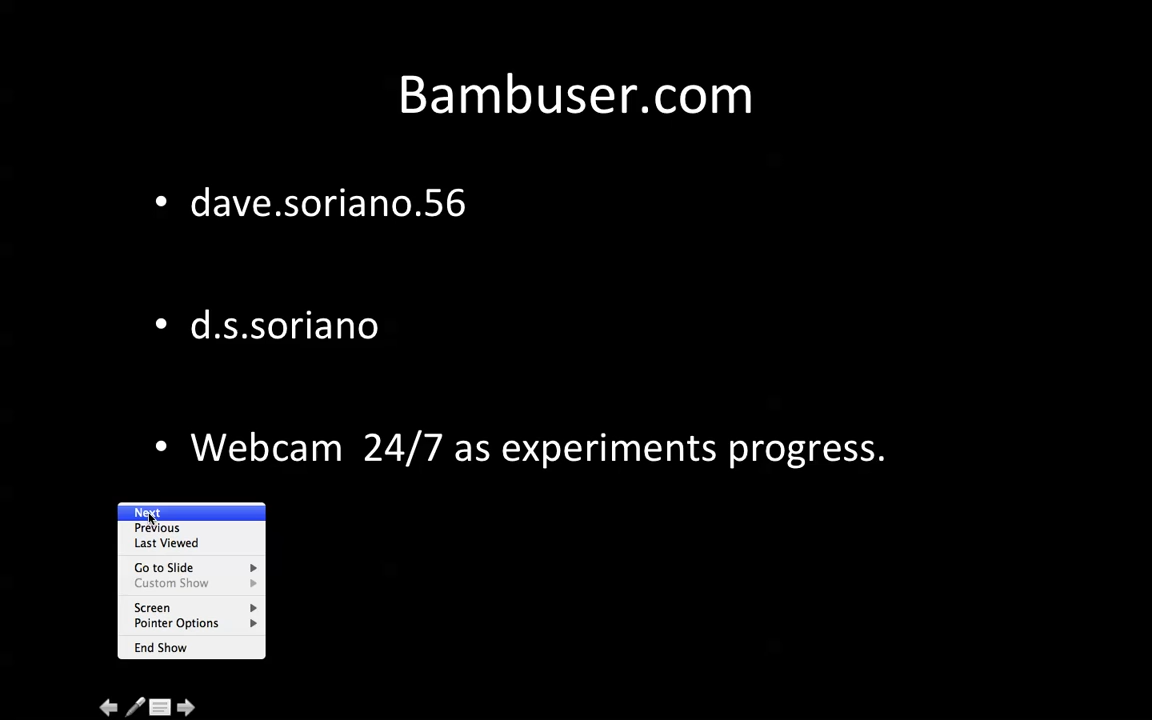 Bambuser.com
• dave.soriano.56
• d.s.soriano
• Webcam 24/7 as experiments progress.
Next
Previous
Last Viewed
Go to Slide
Custom Show
Screen
Pointer Options
End Show